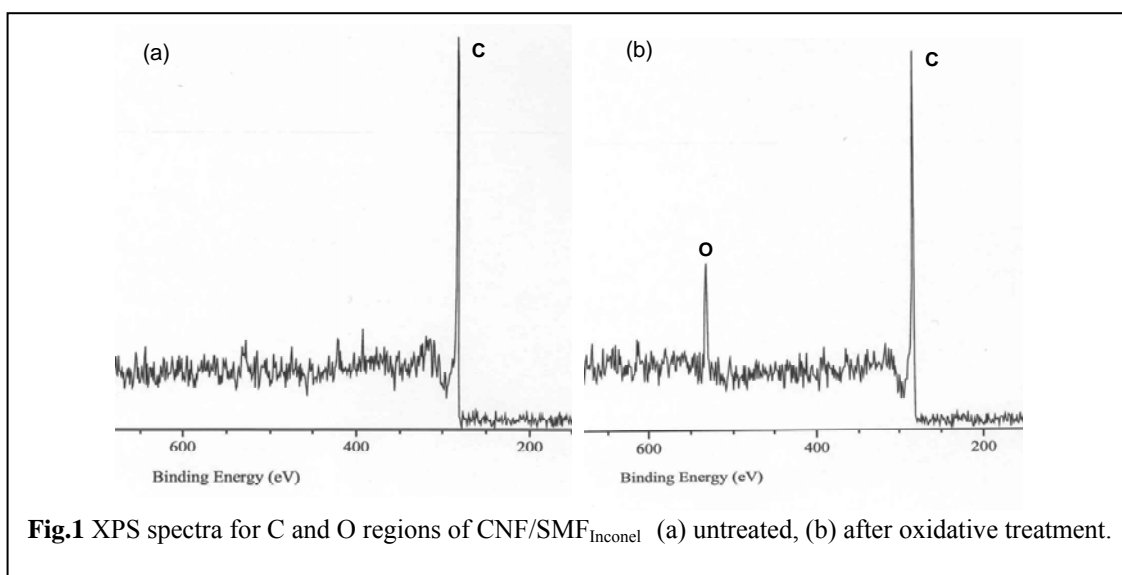 (a) C
(b) C
O
600 400 200
Binding Energy (eV)
600 400 200
Binding Energy (eV)
Fig.1 XPS spectra for C and O regions of CNF/SMFInconel (a) untreated, (b) after oxidative treatment.